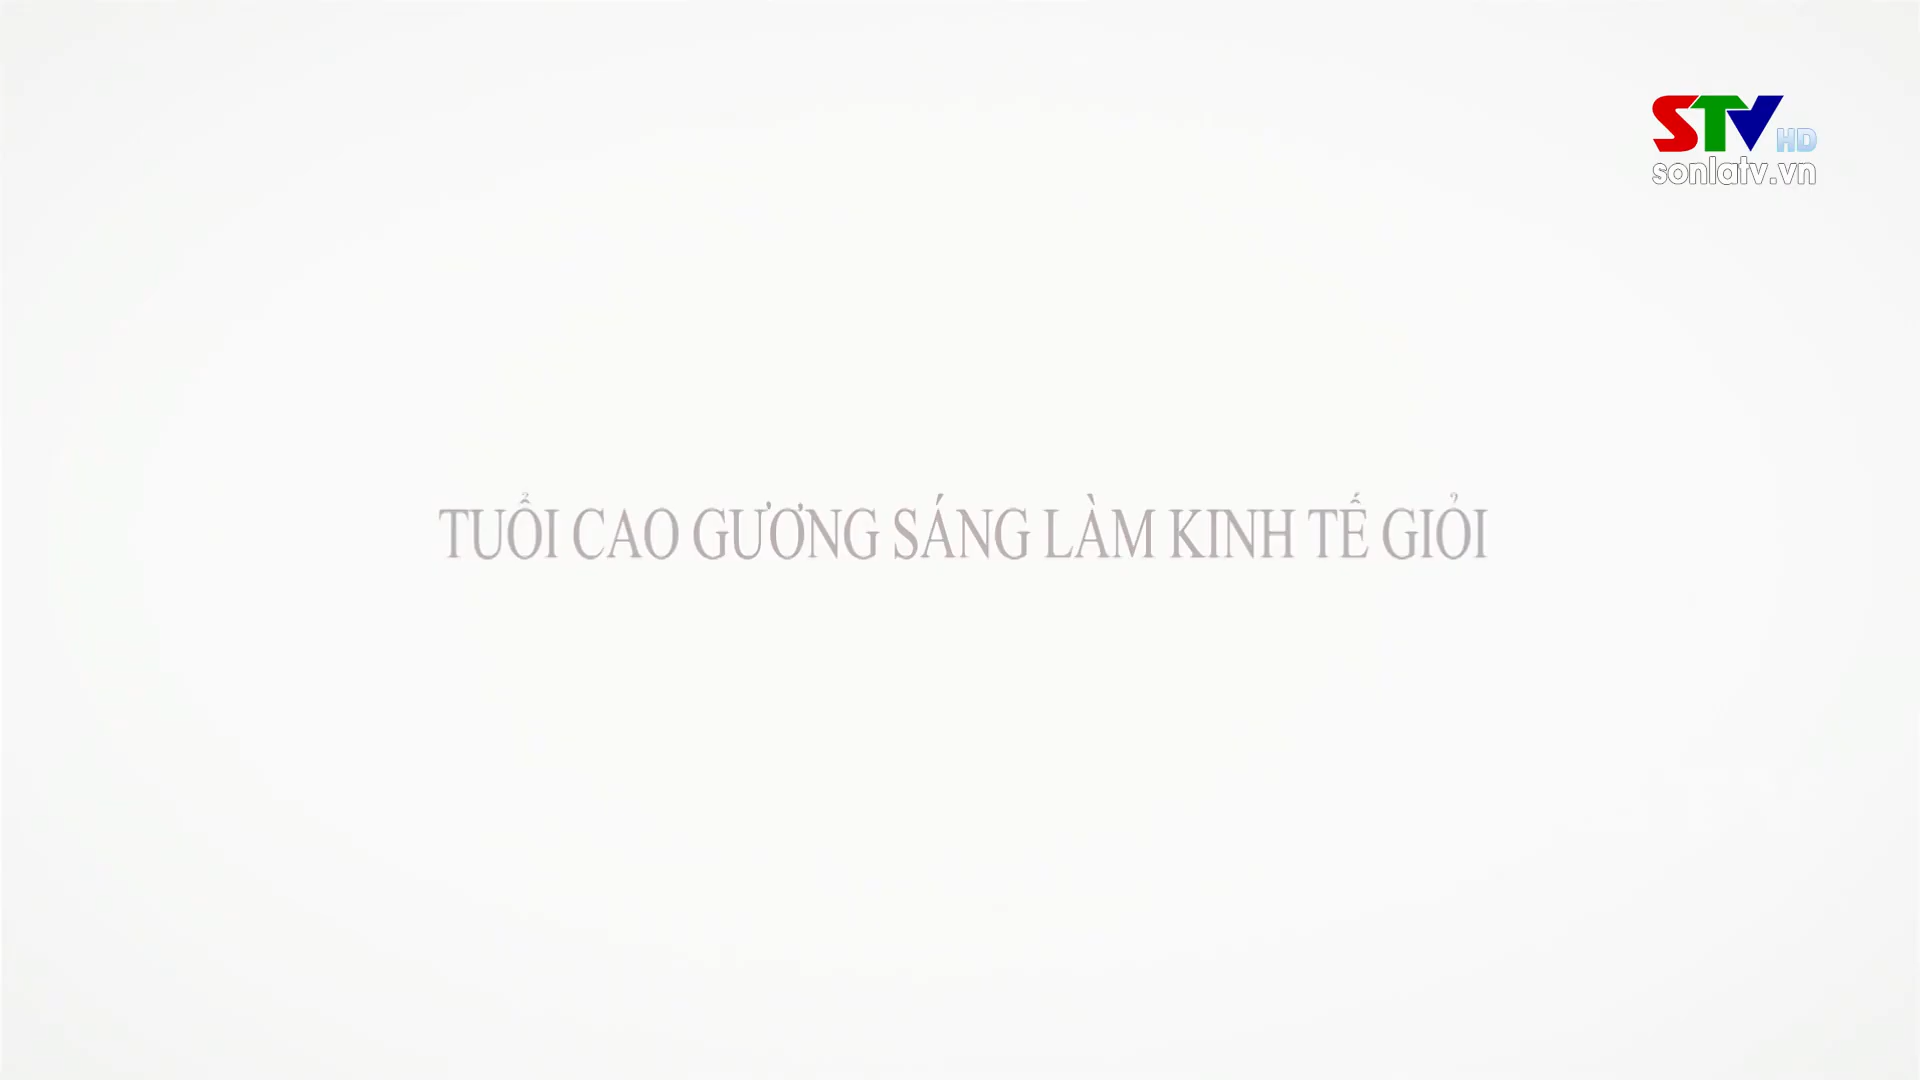 STV HD
sonlatv.vn
TUỔI CAO GƯƠNG SÁNG LÀM KINH TẾ GIỎI